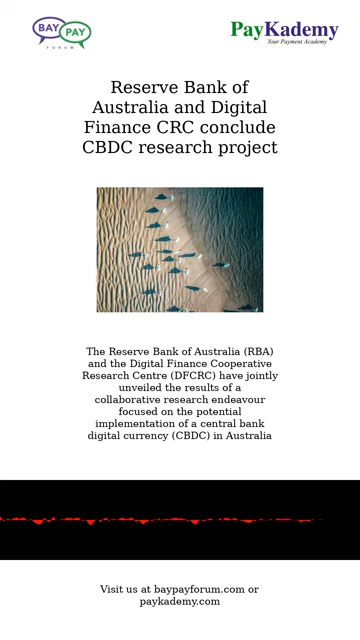 BAY PAY
FORUM
PayKademy
Your Payment Academy
Reserve Bank of
Australia and Digital
Finance CRC conclude
CBDC research project
The Reserve Bank of Australia (RBA)
and the Digital Finance Cooperative
Research Centre (DFCRC) have jointly
unveiled the results of a
collaborative research endeavour
focused on the potential
implementation of a central bank
digital currency (CBDC) in Australia
Visit us at baypayforum.com or
paykademy.com